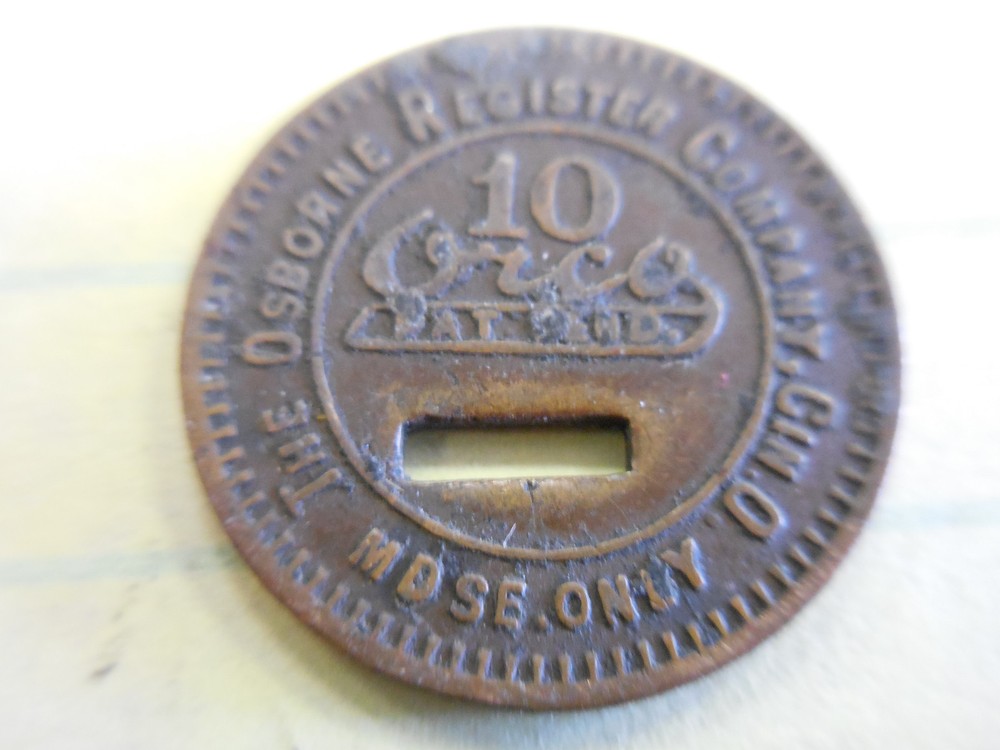 THE OSBORNE REGISTER COMPANY, CIN. O.
10
Orco
PAT. PEND.
MDSE. ONLY